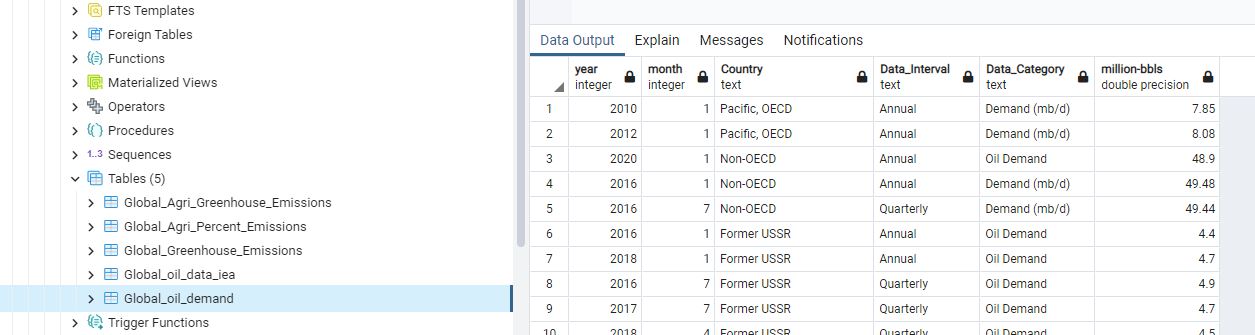 FTS Templates
Foreign Tables
Functions
Materialized Views
Operators
Procedures
1..3 Sequences
Tables (5)
Global_Agri_Greenhouse_Emissions
Global_Agri_Percent_Emissions
Global_Greenhouse_Emissions
Global_oil_data_iea
Global_oil_demand
Trigger Functions
Data Output Explain Messages Notifications
year month Country Data_Interval Data_Category million-bbls
integer integer text text text double precision
1 2010 1 Pacific, OECD Annual Demand (mb/d) 7.85
2 2012 1 Pacific, OECD Annual Demand (mb/d) 8.08
3 2020 1 Non-OECD Annual Oil Demand 48.9
4 2016 1 Non-OECD Annual Demand (mb/d) 49.48
5 2016 7 Non-OECD Quarterly Demand (mb/d) 49.44
6 2016 1 Former USSR Annual Oil Demand 4.4
7 2018 1 Former USSR Annual Oil Demand 4.7
8 2016 7 Former USSR Quarterly Oil Demand 4.9
9 2017 7 Former USSR Quarterly Oil Demand 4.7
10 2018 4 Former USSR Quarterly Oil Demand 4.5